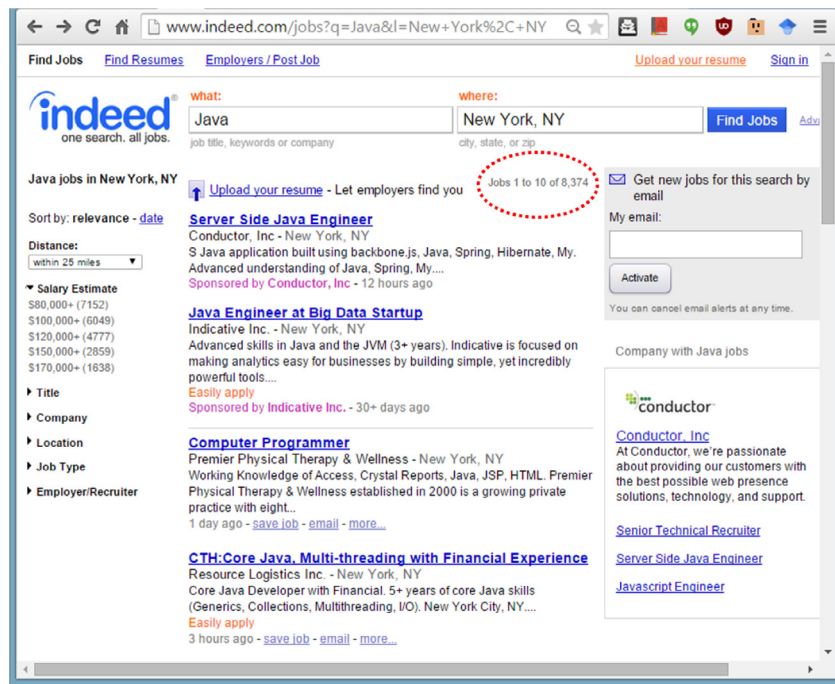 www.indeed.com/jobs?q=Java&l=New+York%2C+NY
Find Jobs Find Resumes Employers / Post Job Upload your resume Sign in
indeed®
one search. all jobs.
what:
Java
job title, keywords or company
where:
New York, NY
city, state, or zip
Find Jobs
Java jobs in New York, NY
Sort by: relevance - date
Distance:
within 25 miles
Salary Estimate
$80,000+ (7152)
$100,000+ (6049)
$120,000+ (4777)
$150,000+ (2859)
$170,000+ (1638)
Title
Company
Location
Job Type
Employer/Recruiter
Upload your resume - Let employers find you
Jobs 1 to 10 of 8,374
Server Side Java Engineer
Conductor, Inc - New York, NY
S Java application built using backbone.js, Java, Spring, Hibernate, My.
Advanced understanding of Java, Spring, My....
Sponsored by Conductor, Inc - 12 hours ago
Java Engineer at Big Data Startup
Indicative Inc. - New York, NY
Advanced skills in Java and the JVM (3+ years). Indicative is focused on
making analytics easy for businesses by building simple, yet incredibly
powerful tools....
Easily apply
Sponsored by Indicative Inc. - 30+ days ago
Computer Programmer
Premier Physical Therapy & Wellness - New York, NY
Working Knowledge of Access, Crystal Reports, Java, JSP, HTML. Premier
Physical Therapy & Wellness established in 2000 is a growing private
practice with eight...
1 day ago - save job - email - more...
CTH:Core Java, Multi-threading with Financial Experience
Resource Logistics Inc. - New York, NY
Core Java Developer with Financial. 5+ years of core Java skills
(Generics, Collections, Multithreading, I/O). New York City, NY....
Easily apply
3 hours ago - save job - email - more...
Get new jobs for this search by
email
My email:
Activate
You can cancel email alerts at any time.
Company with Java jobs
conductor
Conductor, Inc
At Conductor, we're passionate
about providing our customers with
the best possible web presence
solutions, technology, and support.
Senior Technical Recruiter
Server Side Java Engineer
Javascript Engineer